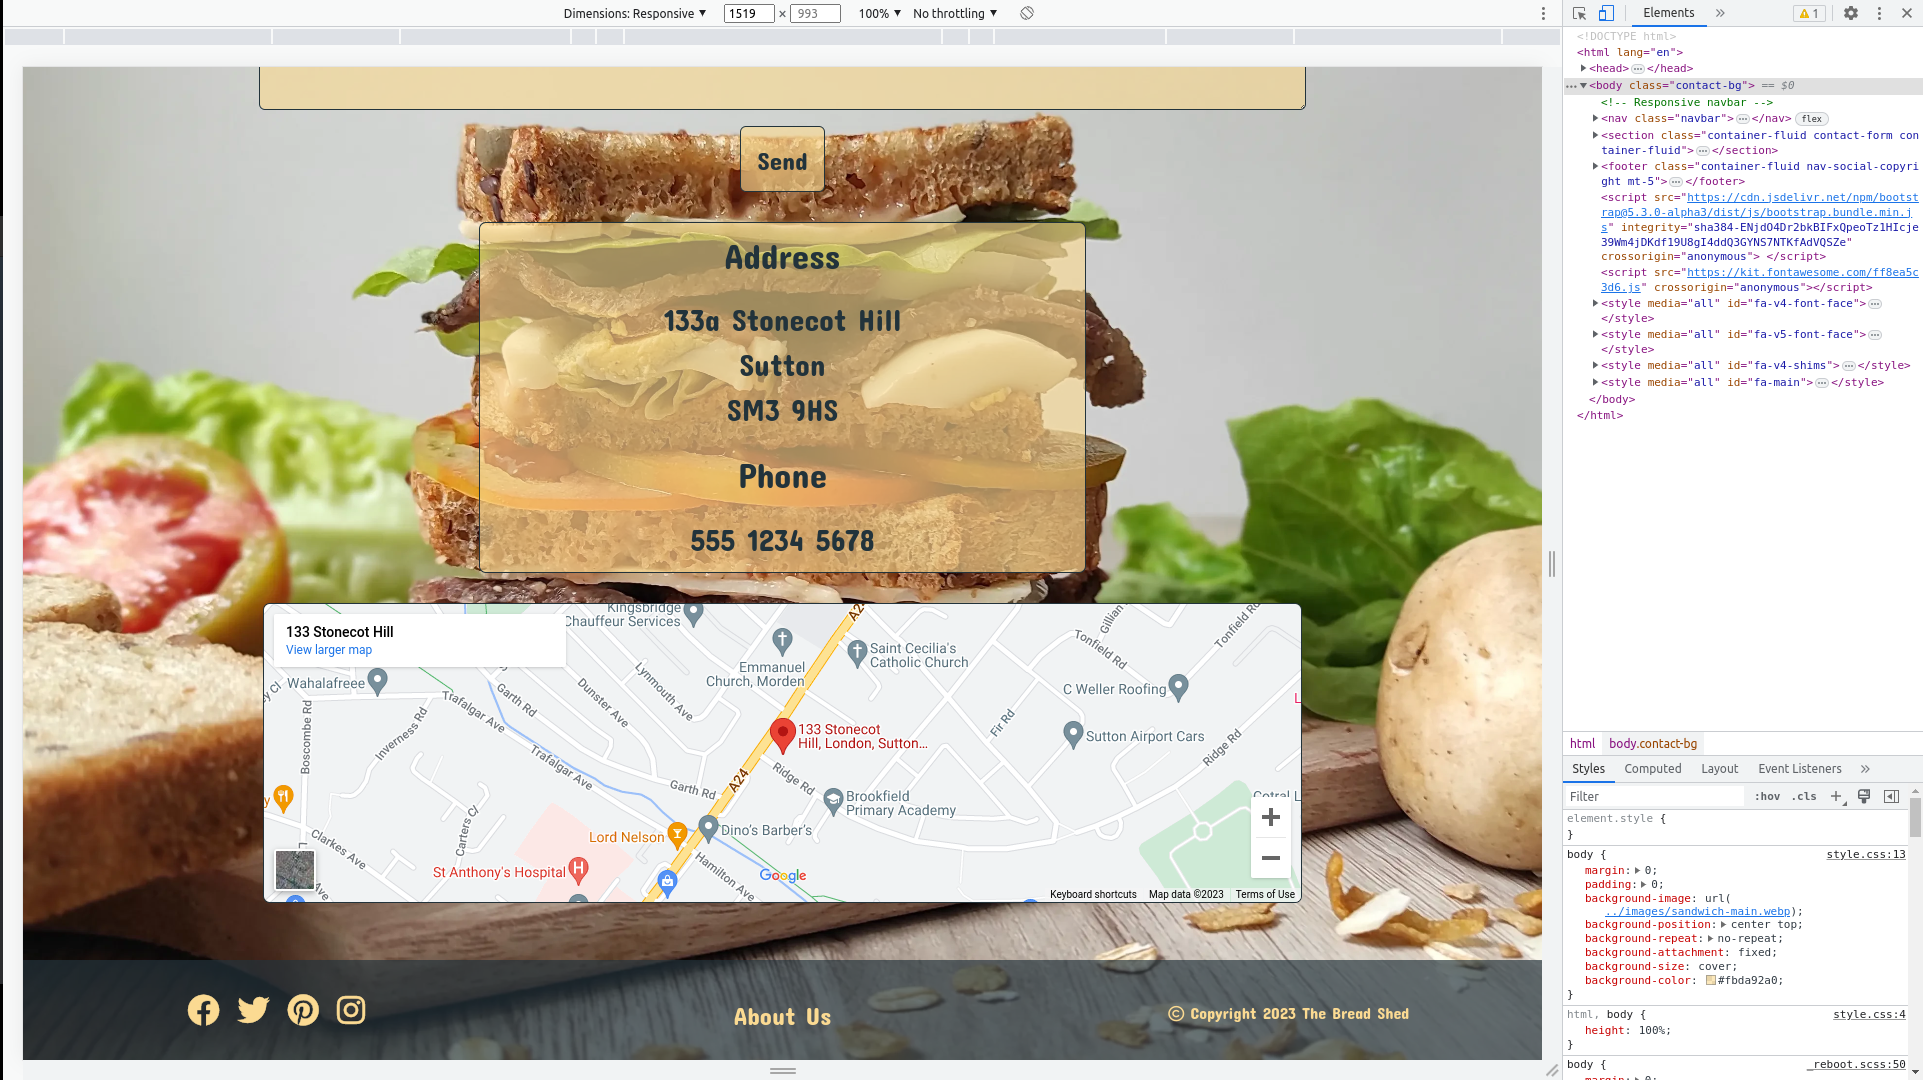 Dimensions: Responsive ▼ 1519 × 993 100% ▼ No throttling ▼
Send
Address
133a Stonecot Hill
Sutton
SM3 9HS
Phone
555 1234 5678
133 Stonecot Hill
View larger map
Kingsbridge
Chauffeur Services
A24
Gillian
Tonfield Rd
Tonfield Rd
Emmanuel
Church, Morden
Saint Cecilia's
Catholic Church
Wahalafreee
Trafalgar Ave
Garth Rd
Dunster Ave
Lynmouth Ave
C Weller Roofing
Boscombe Rd
Inverness Rd
Trafalgar Ave
133 Stonecot
Hill, London, Sutton...
Fir Rd
Sutton Airport Cars
Ridge Rd
A24
Ridge Rd
Garth Rd
Brookfield
Primary Academy
Clarkes Ave
Carters Cl
Lord Nelson
Dino's Barber's
Hamilton Ave
St Anthony's Hospital
Google
Keyboard shortcuts Map data ©2023 Terms of Use
About Us
© Copyright 2023 The Bread Shed
Elements » 1
<!DOCTYPE html>
<html lang="en">
<head> ⋯ </head>
<body class="contact-bg"> == $0
<!-- Responsive navbar -->
<nav class="navbar"> ⋯ </nav> flex
<section class="container-fluid contact-form con
tainer-fluid"> ⋯ </section>
<footer class="container-fluid nav-social-copyri
ght mt-5"> ⋯ </footer>
<script src="https://cdn.jsdelivr.net/npm/bootst
rap@5.3.0-alpha3/dist/js/bootstrap.bundle.min.j
s" integrity="sha384-ENjdO4Dr2bkBIFxQpeoTz1HIcje
39Wm4jDKdf19U8gI4ddQ3GYNS7NTKfAdVQSZe"
crossorigin="anonymous"> </script>
<script src="https://kit.fontawesome.com/ff8ea5c
3d6.js" crossorigin="anonymous"></script>
<style media="all" id="fa-v4-font-face"> ⋯
</style>
<style media="all" id="fa-v5-font-face"> ⋯
</style>
<style media="all" id="fa-v4-shims"> ⋯ </style>
<style media="all" id="fa-main"> ⋯ </style>
</body>
</html>
html body.contact-bg
Styles Computed Layout Event Listeners »
Filter :hov .cls +
element.style {
}
body { style.css:13
margin: 0;
padding: 0;
background-image: url(
../images/sandwich-main.webp);
background-position: center top;
background-repeat: no-repeat;
background-attachment: fixed;
background-size: cover;
background-color: #fbda92a0;
}
html, body { style.css:4
height: 100%;
}
body { _reboot.scss:50
margin: 0;